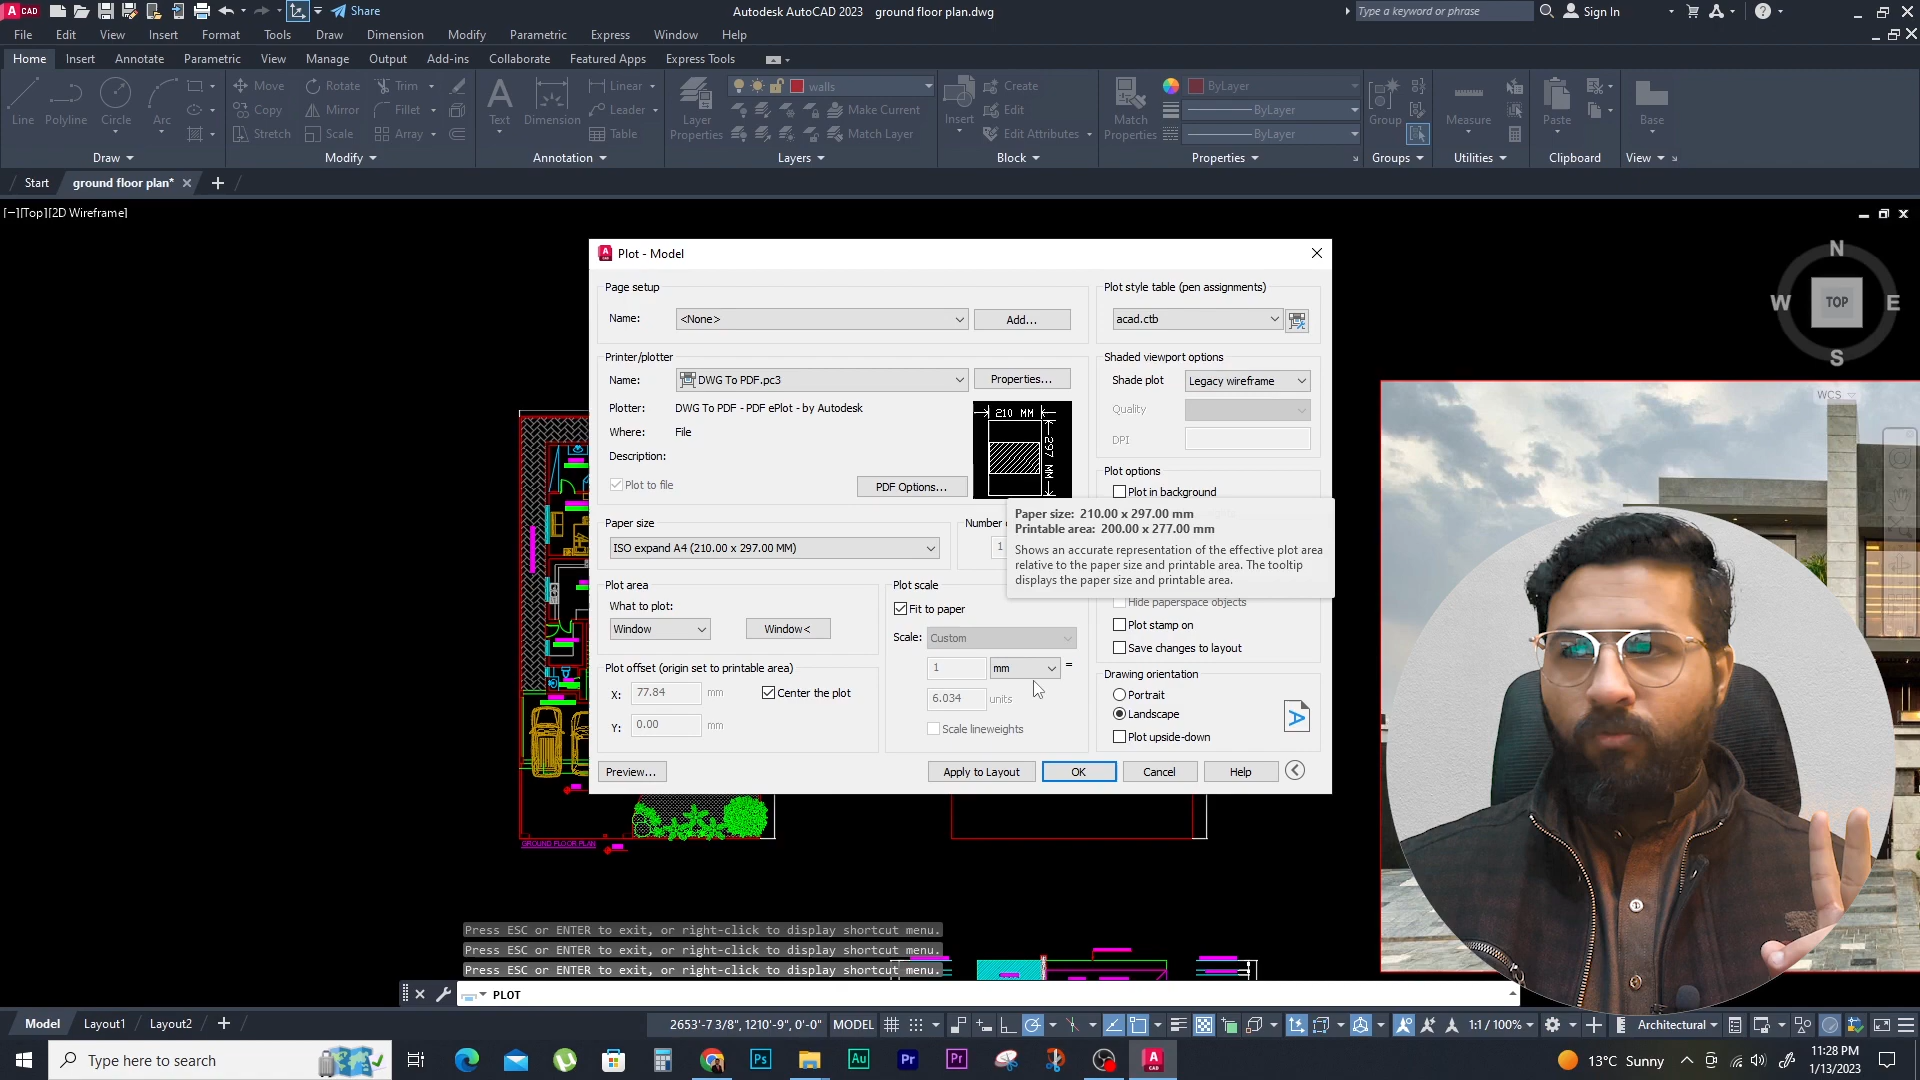 CAD
Share
Autodesk AutoCAD 2023 ground floor plan.dwg
Type a keyword or phrase
Sign In
File Edit View Insert Format Tools Draw Dimension Modify Parametric Express Window Help
Home Insert Annotate Parametric View Manage Output Add-ins Collaborate Featured Apps Express Tools
Line Polyline Circle Arc
Move Rotate Trim
Copy Mirror Fillet
Stretch Scale Array
Text Dimension
Linear
Leader
Table
Layer Properties
walls
Make Current
Match Layer
Insert
Create
Edit
Edit Attributes
Match Properties
ByLayer
ByLayer
ByLayer
Group
Measure
Paste
Base
Draw Modify Annotation Layers Block Properties Groups Utilities Clipboard View
Start ground floor plan*
[−][Top][2D Wireframe]
N
W TOP E
S
WCS
Plot - Model
Page setup
Name: <None> Add...
Printer/plotter
Name: DWG To PDF.pc3 Properties...
Plotter: DWG To PDF - PDF ePlot - by Autodesk
Where: File
Description:
Plot to file PDF Options...
210 MM
297 MM
Paper size
ISO expand A4 (210.00 x 297.00 MM)
Number
1
Paper size: 210.00 x 297.00 mm
Printable area: 200.00 x 277.00 mm
Shows an accurate representation of the effective plot area
relative to the paper size and printable area. The tooltip
displays the paper size and printable area.
Plot area
What to plot:
Window Window<
Plot offset (origin set to printable area)
X: 77.84 mm Center the plot
Y: 0.00 mm
Plot scale
Fit to paper
Scale: Custom
1 mm =
6.034 units
Scale lineweights
Plot style table (pen assignments)
acad.ctb
Shaded viewport options
Shade plot Legacy wireframe
Quality
DPI
Plot options
Plot in background
Hide paperspace objects
Plot stamp on
Save changes to layout
Drawing orientation
Portrait
Landscape
Plot upside-down
A
Preview... Apply to Layout OK Cancel Help
GROUND FLOOR PLAN
Press ESC or ENTER to exit, or right-click to display shortcut menu.
Press ESC or ENTER to exit, or right-click to display shortcut menu.
Press ESC or ENTER to exit, or right-click to display shortcut menu.
PLOT
Model Layout1 Layout2
2653'-7 3/8", 1210'-9", 0'-0" MODEL
1:1 / 100%
Architectural
Type here to search
Ps
Au
Pr
Pr
A CAD
13°C Sunny
11:28 PM
1/13/2023